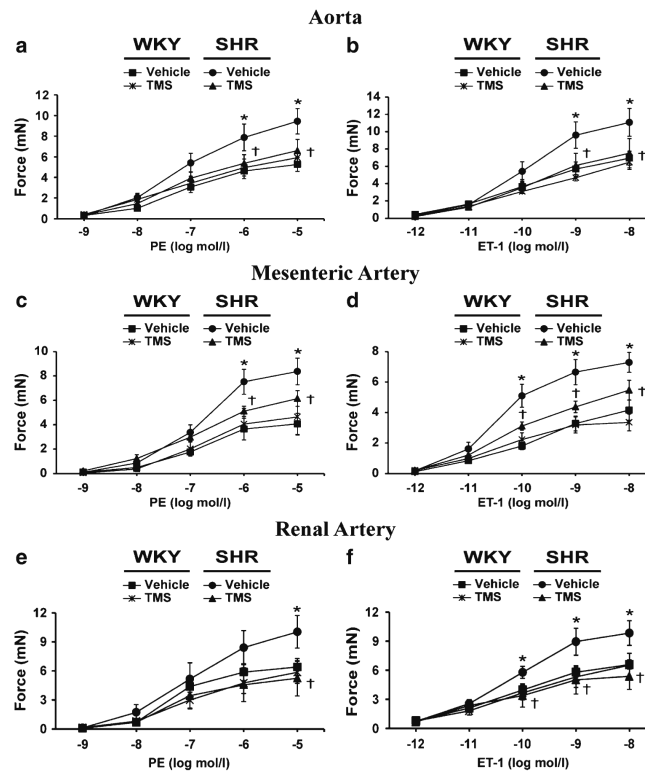 Aorta
a WKY SHR
Vehicle Vehicle
TMS TMS
Force (mN)
12
10
8
6
4
2
0
* *
† †
-9 -8 -7 -6 -5
PE (log mol/l)
b WKY SHR
Vehicle Vehicle
TMS TMS
Force (mN)
14
12
10
8
6
4
2
0
* *
† †
-12 -11 -10 -9 -8
ET-1 (log mol/l)
Mesenteric Artery
c WKY SHR
Vehicle Vehicle
TMS TMS
Force (mN)
10
8
6
4
2
0
* *
† †
-9 -8 -7 -6 -5
PE (log mol/l)
d WKY SHR
Vehicle Vehicle
TMS TMS
Force (mN)
8
6
4
2
0
* * *
† † †
-12 -11 -10 -9 -8
ET-1 (log mol/l)
Renal Artery
e WKY SHR
Vehicle Vehicle
TMS TMS
Force (mN)
12
9
6
3
0
*
†
-9 -8 -7 -6 -5
PE (log mol/l)
f WKY SHR
Vehicle Vehicle
TMS TMS
Force (mN)
12
9
6
3
0
* * *
† † †
-12 -11 -10 -9 -8
ET-1 (log mol/l)